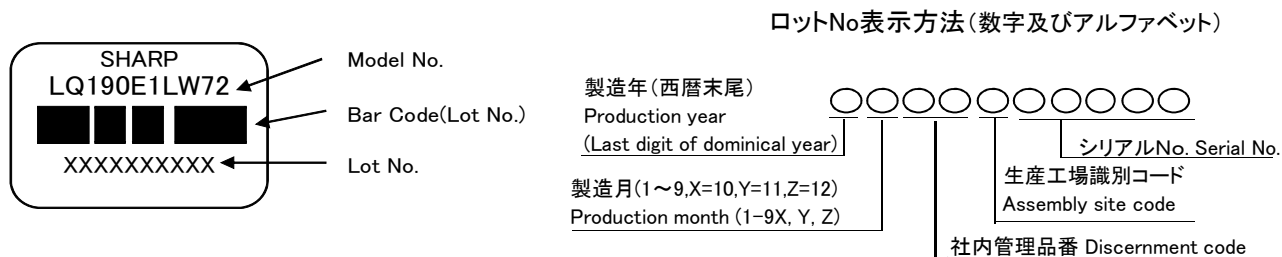 SHARP
LQ190E1LW72
XXXXXXXXXX
Model No.
Bar Code(Lot No.)
Lot No.
ロットNo表示方法(数字及びアルファベット)
製造年(西暦末尾)
Production year
(Last digit of dominical year)
製造月(1~9,X=10,Y=11,Z=12)
Production month (1-9X, Y, Z)
シリアルNo. Serial No.
生産工場識別コード
Assembly site code
社内管理品番 Discernment code